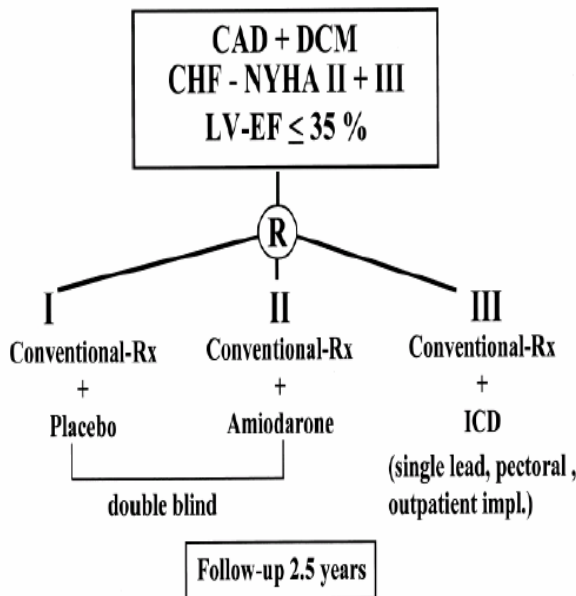 CAD + DCM
CHF - NYHA II + III
LV-EF ≤ 35 %
R
I
II
III
Conventional-Rx
Conventional-Rx
Conventional-Rx
+
+
+
Placebo
Amiodarone
ICD
(single lead, pectoral ,
outpatient impl.)
double blind
Follow-up 2.5 years